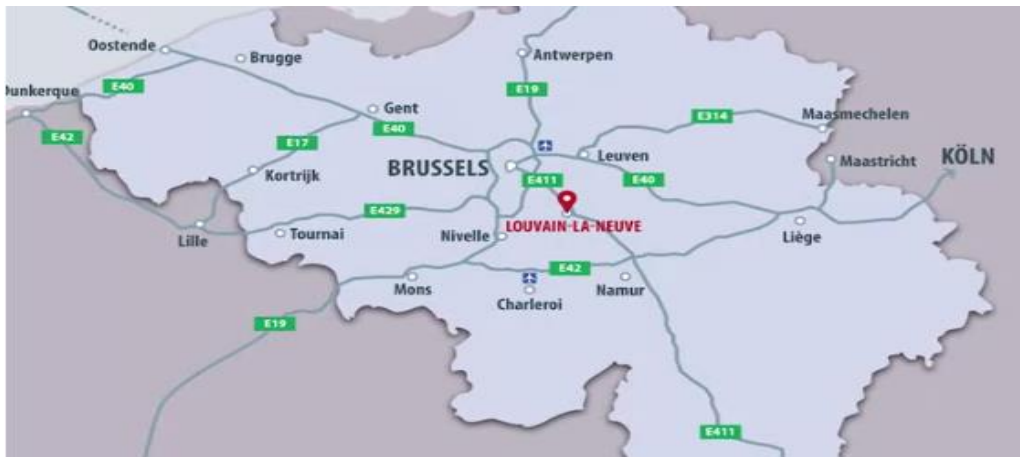 Oostende
Brugge
Antwerpen
E40
E19
Dunkerque
Gent
E314
Maasmechelen
E42
E40
E17
Leuven
Maastricht
KÖLN
BRUSSELS
Kortrijk
E411
E40
E429
LOUVAIN-LA-NEUVE
Lille
Tournai
Nivelle
Liège
E42
Mons
Charleroi
Namur
E19
E411